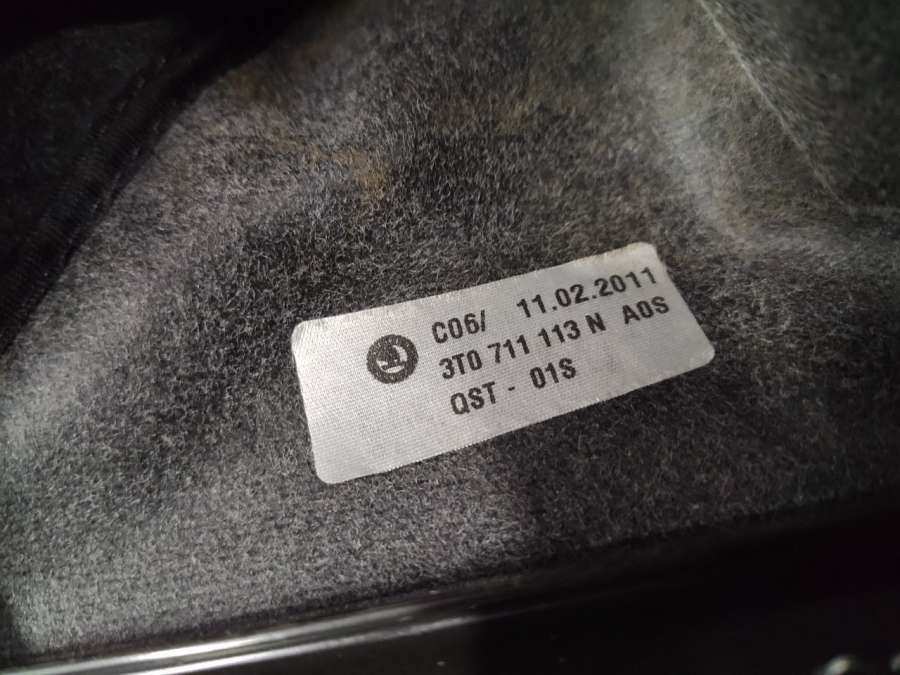 C06/ 11.02.2011
3T0 711 113 N A0S
QST - 01S